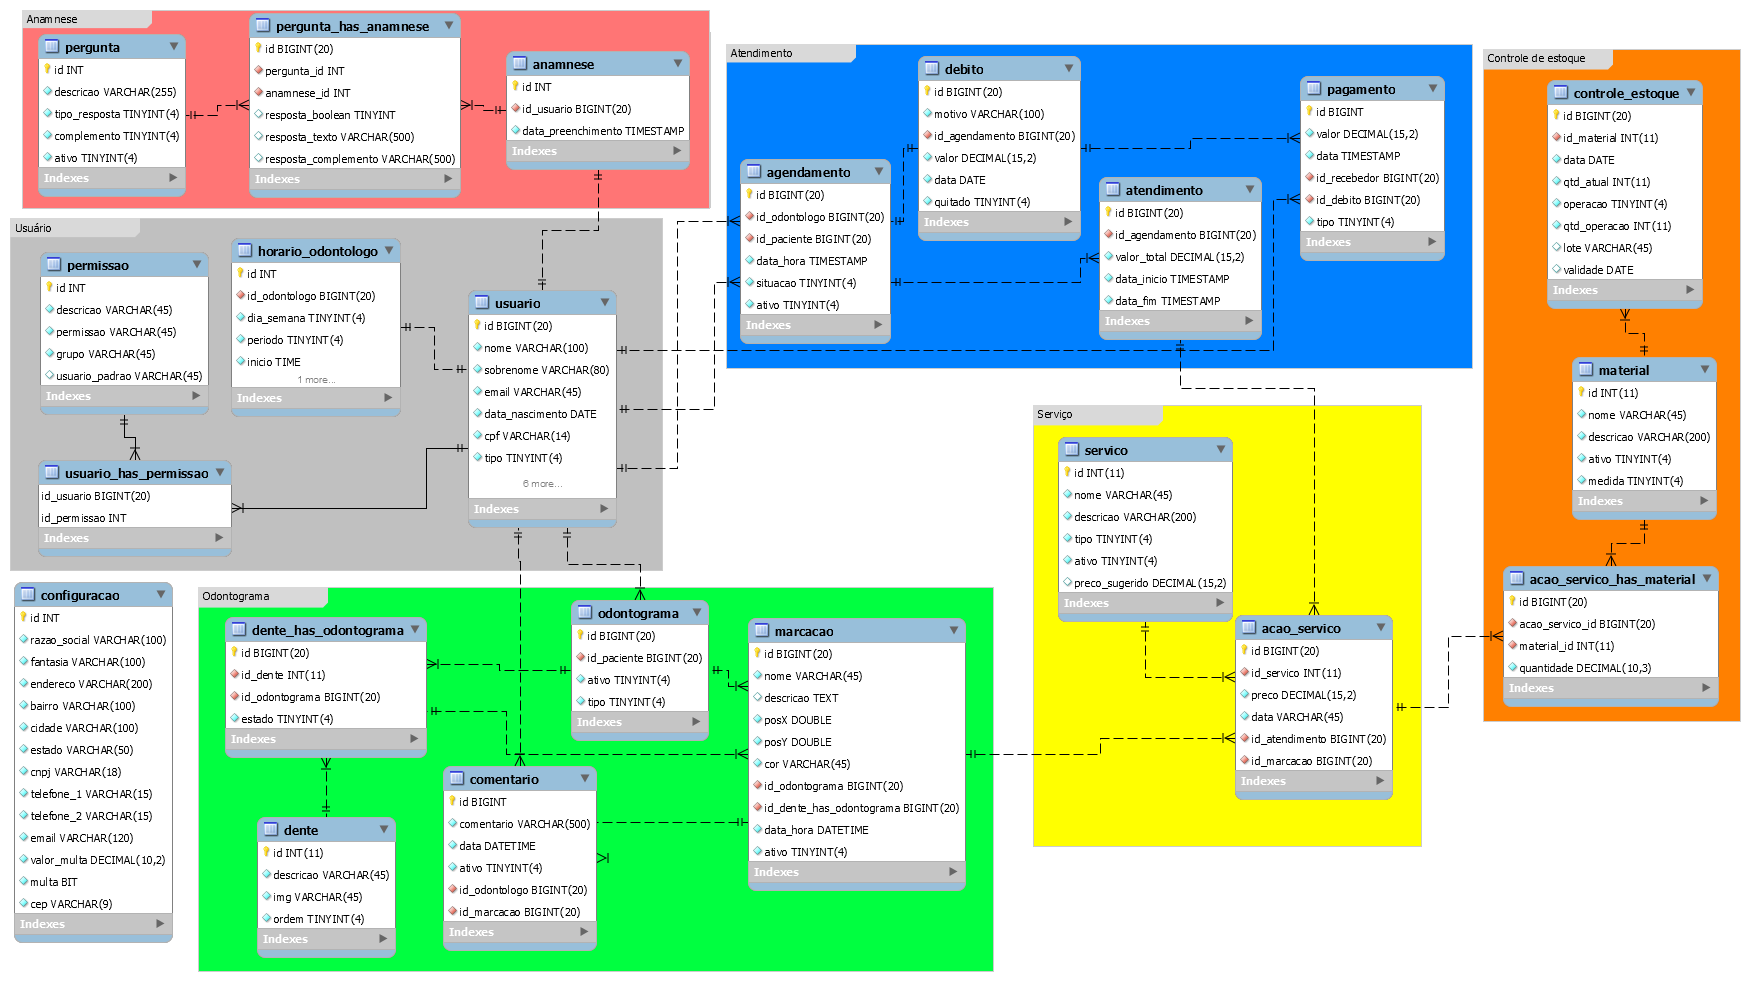 Anamnese
pergunta
id INT
descricao VARCHAR(255)
tipo_resposta TINYINT(4)
complemento TINYINT(4)
ativo TINYINT(4)
Indexes
pergunta_has_anamnese
id BIGINT(20)
pergunta_id INT
anamnese_id INT
resposta_boolean TINYINT
resposta_texto VARCHAR(500)
resposta_complemento VARCHAR(500)
Indexes
anamnese
id INT
id_usuario BIGINT(20)
data_preenchimento TIMESTAMP
Indexes
Usuário
permissao
id INT
descricao VARCHAR(45)
permissao VARCHAR(45)
grupo VARCHAR(45)
usuario_padrao VARCHAR(45)
Indexes
horario_odontologo
id INT
id_odontologo BIGINT(20)
dia_semana TINYINT(4)
periodo TINYINT(4)
inicio TIME
1 more...
Indexes
usuario
id BIGINT(20)
nome VARCHAR(100)
sobrenome VARCHAR(80)
email VARCHAR(45)
data_nascimento DATE
cpf VARCHAR(14)
tipo TINYINT(4)
6 more...
Indexes
usuario_has_permissao
id_usuario BIGINT(20)
id_permissao INT
Indexes
Atendimento
agendamento
id BIGINT(20)
id_odontologo BIGINT(20)
id_paciente BIGINT(20)
data_hora TIMESTAMP
situacao TINYINT(4)
ativo TINYINT(4)
Indexes
debito
id BIGINT(20)
motivo VARCHAR(100)
id_agendamento BIGINT(20)
valor DECIMAL(15,2)
data DATE
quitado TINYINT(4)
Indexes
atendimento
id BIGINT(20)
id_agendamento BIGINT(20)
valor_total DECIMAL(15,2)
data_inicio TIMESTAMP
data_fim TIMESTAMP
Indexes
pagamento
id BIGINT
valor DECIMAL(15,2)
data TIMESTAMP
id_recebedor BIGINT(20)
id_debito BIGINT(20)
tipo TINYINT(4)
Indexes
Controle de estoque
controle_estoque
id BIGINT(20)
id_material INT(11)
data DATE
qtd_atual INT(11)
operacao TINYINT(4)
qtd_operacao INT(11)
lote VARCHAR(45)
validade DATE
Indexes
material
id INT(11)
nome VARCHAR(45)
descricao VARCHAR(200)
ativo TINYINT(4)
medida TINYINT(4)
Indexes
acao_servico_has_material
id BIGINT(20)
acao_servico_id BIGINT(20)
material_id INT(11)
quantidade DECIMAL(10,3)
Indexes
Serviço
servico
id INT(11)
nome VARCHAR(45)
descricao VARCHAR(200)
tipo TINYINT(4)
ativo TINYINT(4)
preco_sugerido DECIMAL(15,2)
Indexes
acao_servico
id BIGINT(20)
id_servico INT(11)
preco DECIMAL(15,2)
data VARCHAR(45)
id_atendimento BIGINT(20)
id_marcacao BIGINT(20)
Indexes
configuracao
id INT
razao_social VARCHAR(100)
fantasia VARCHAR(100)
endereco VARCHAR(200)
bairro VARCHAR(100)
cidade VARCHAR(100)
estado VARCHAR(50)
cnpj VARCHAR(18)
telefone_1 VARCHAR(15)
telefone_2 VARCHAR(15)
email VARCHAR(120)
valor_multa DECIMAL(10,2)
multa BIT
cep VARCHAR(9)
Indexes
Odontograma
dente_has_odontograma
id BIGINT(20)
id_dente INT(11)
id_odontograma BIGINT(20)
estado TINYINT(4)
Indexes
dente
id INT(11)
descricao VARCHAR(45)
img VARCHAR(45)
ordem TINYINT(4)
Indexes
odontograma
id BIGINT(20)
id_paciente BIGINT(20)
ativo TINYINT(4)
tipo TINYINT(4)
Indexes
comentario
id BIGINT
comentario VARCHAR(500)
data DATETIME
ativo TINYINT(4)
id_odontologo BIGINT(20)
id_marcacao BIGINT(20)
Indexes
marcacao
id BIGINT(20)
nome VARCHAR(45)
descricao TEXT
posX DOUBLE
posY DOUBLE
cor VARCHAR(45)
id_odontograma BIGINT(20)
id_dente_has_odontograma BIGINT(20)
data_hora DATETIME
ativo TINYINT(4)
Indexes